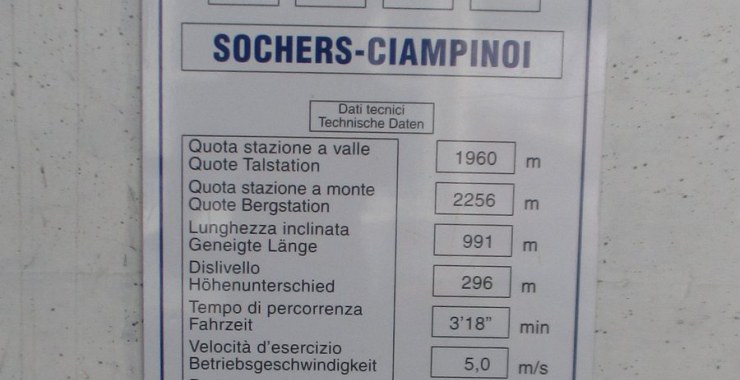 SOCHERS-CIAMPINOI
Dati tecnici
Technische Daten
Quota stazione a valle
Quote Talstation
1960 m
Quota stazione a monte
Quote Bergstation
2256 m
Lunghezza inclinata
Geneigte Länge
991 m
Dislivello
Höhenunterschied
296 m
Tempo di percorrenza
Fahrzeit
3'18" min
Velocità d'esercizio
Betriebsgeschwindigkeit
5,0 m/s